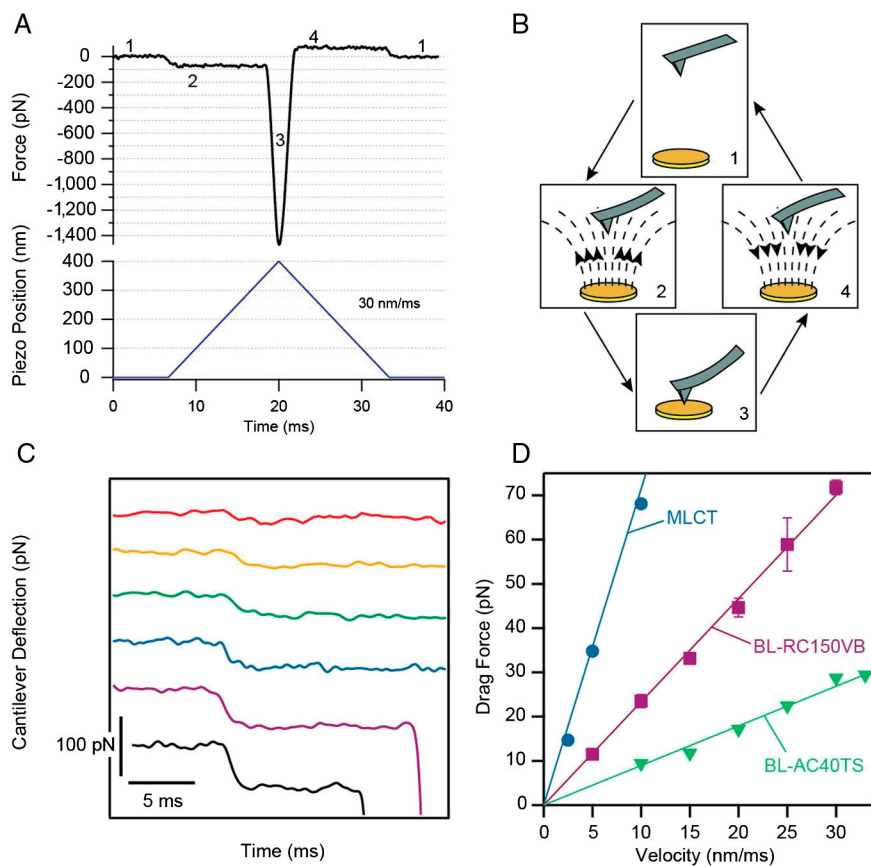 A
1
4
1
2
3
Force (pN)
0
-200
-400
-600
-800
-1,000
-1,200
-1,400
Piezo Position (nm)
400
300
200
100
0
30 nm/ms
0
10
20
30
40
Time (ms)
B
1
2
4
3
C
Cantilever Deflection (pN)
100 pN
5 ms
Time (ms)
D
Drag Force (pN)
70
60
50
40
30
20
10
0
MLCT
BL-RC150VB
BL-AC40TS
0
5
10
15
20
25
30
Velocity (nm/ms)